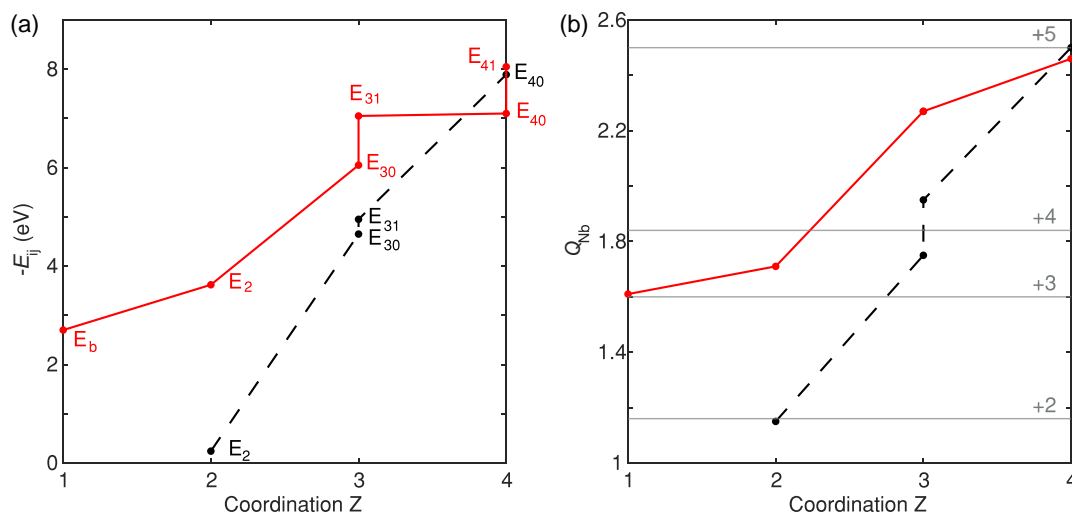 (a)
-E_ij (eV)
8
6
4
2
0
E_41
E_40
E_31
E_40
E_30
E_31
E_30
E_2
E_b
E_2
1
2
3
4
Coordination Z
(b)
Q_Nb
2.6
2.2
1.8
1.4
1
+5
+4
+3
+2
1
2
3
4
Coordination Z